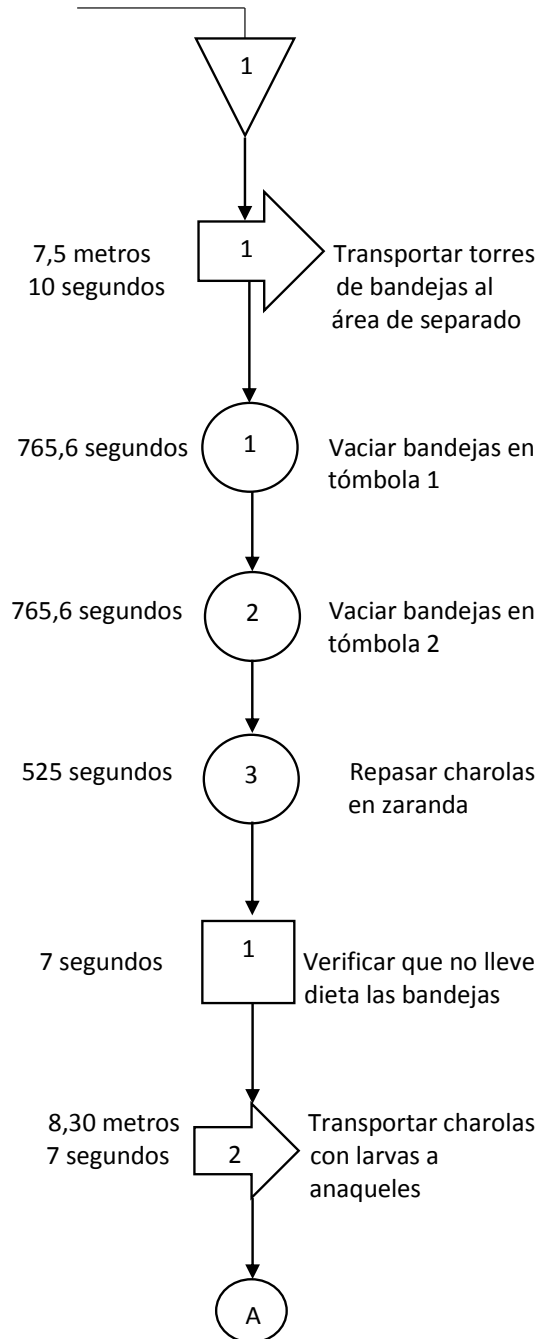 1
7,5 metros
10 segundos
1
Transportar torres
de bandejas al
área de separado
765,6 segundos
1
Vaciar bandejas en
tómbola 1
765,6 segundos
2
Vaciar bandejas en
tómbola 2
525 segundos
3
Repasar charolas
en zaranda
7 segundos
1
Verificar que no lleve
dieta las bandejas
8,30 metros
7 segundos
2
Transportar charolas
con larvas a
anaqueles
A